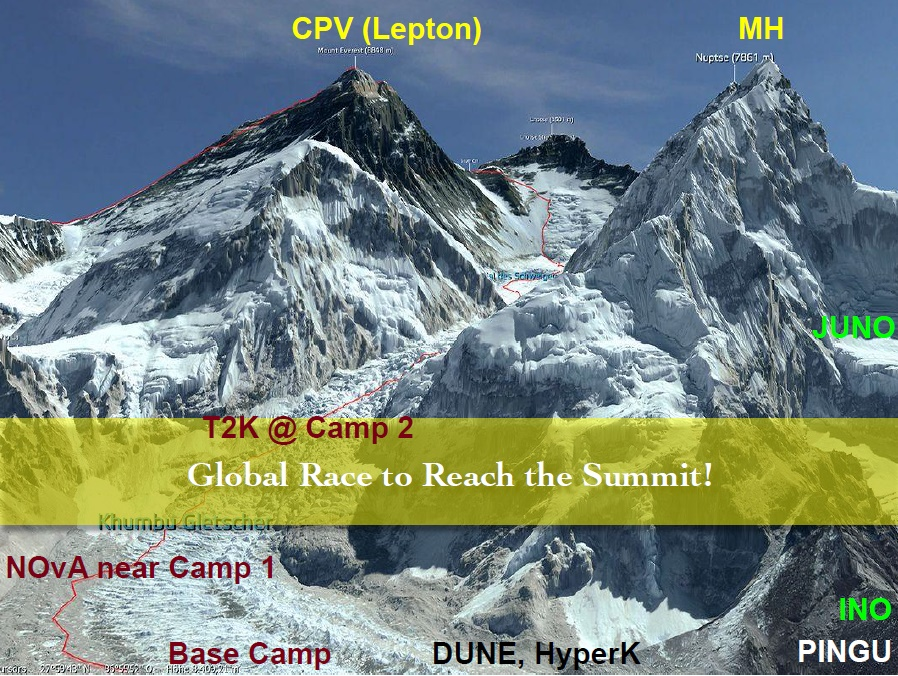 CPV (Lepton)
MH
Mount Everest (8848 m)
Nuptse (7861 m)
JUNO
T2K @ Camp 2
Global Race to Reach the Summit!
Khumbu Gletscher
NOvA near Camp 1
INO
Base Camp
DUNE, HyperK
PINGU